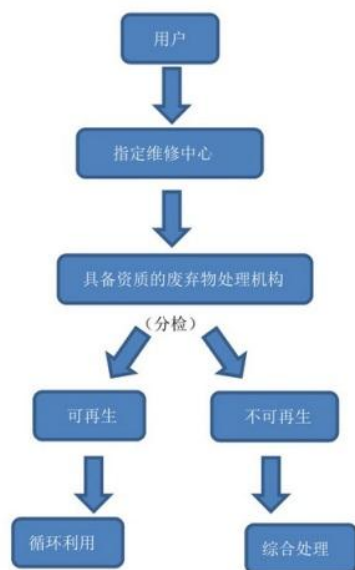 用户
指定维修中心
具备资质的废弃物处理机构
（分检）
可再生
不可再生
循环利用
综合处理